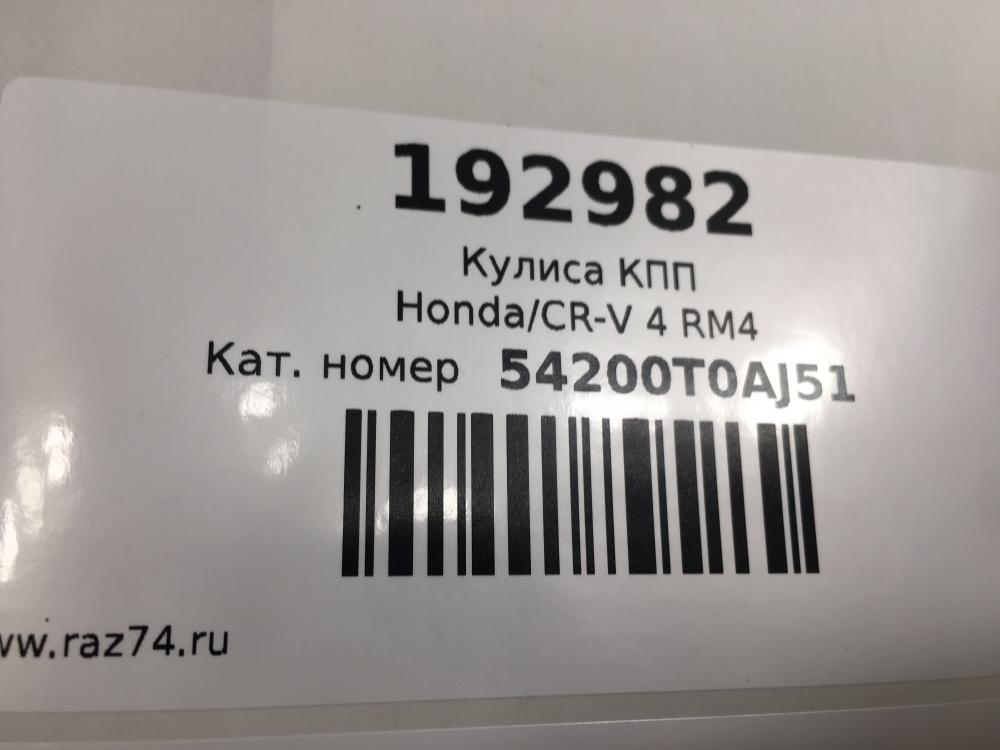 192982
Кулиса КПП
Honda/CR-V 4 RM4
Кат. номер 54200T0AJ51
ww.raz74.ru